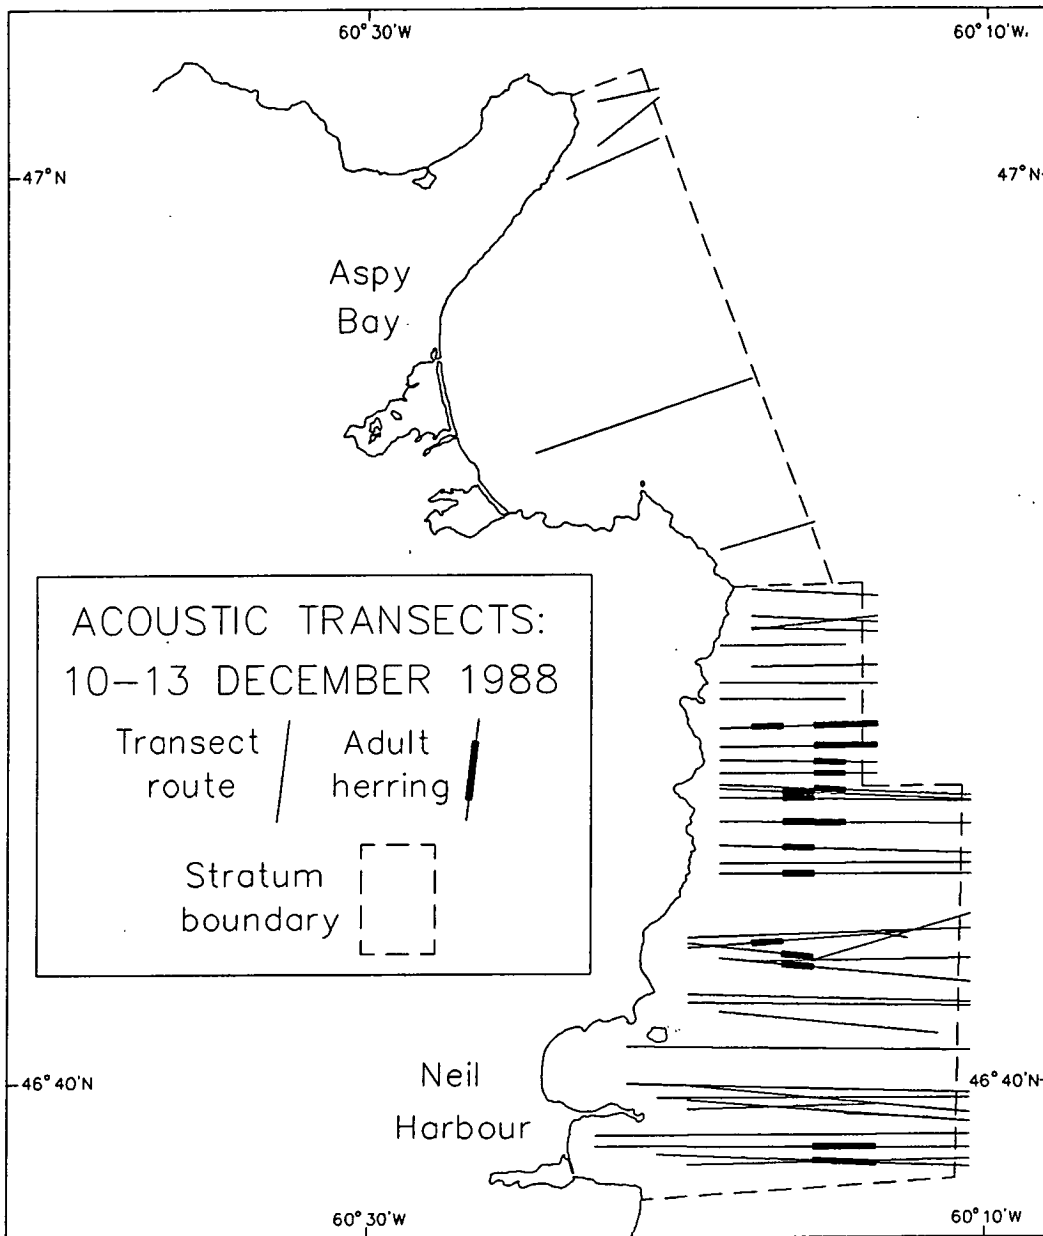 60°30'W
60°10'W.
47°N
47°N
Aspy
Bay
ACOUSTIC TRANSECTS:
10-13 DECEMBER 1988
Transect
route
Adult
herring
Stratum
boundary
Neil
Harbour
46°40'N
46°40'N
60°30'W
60°10'W